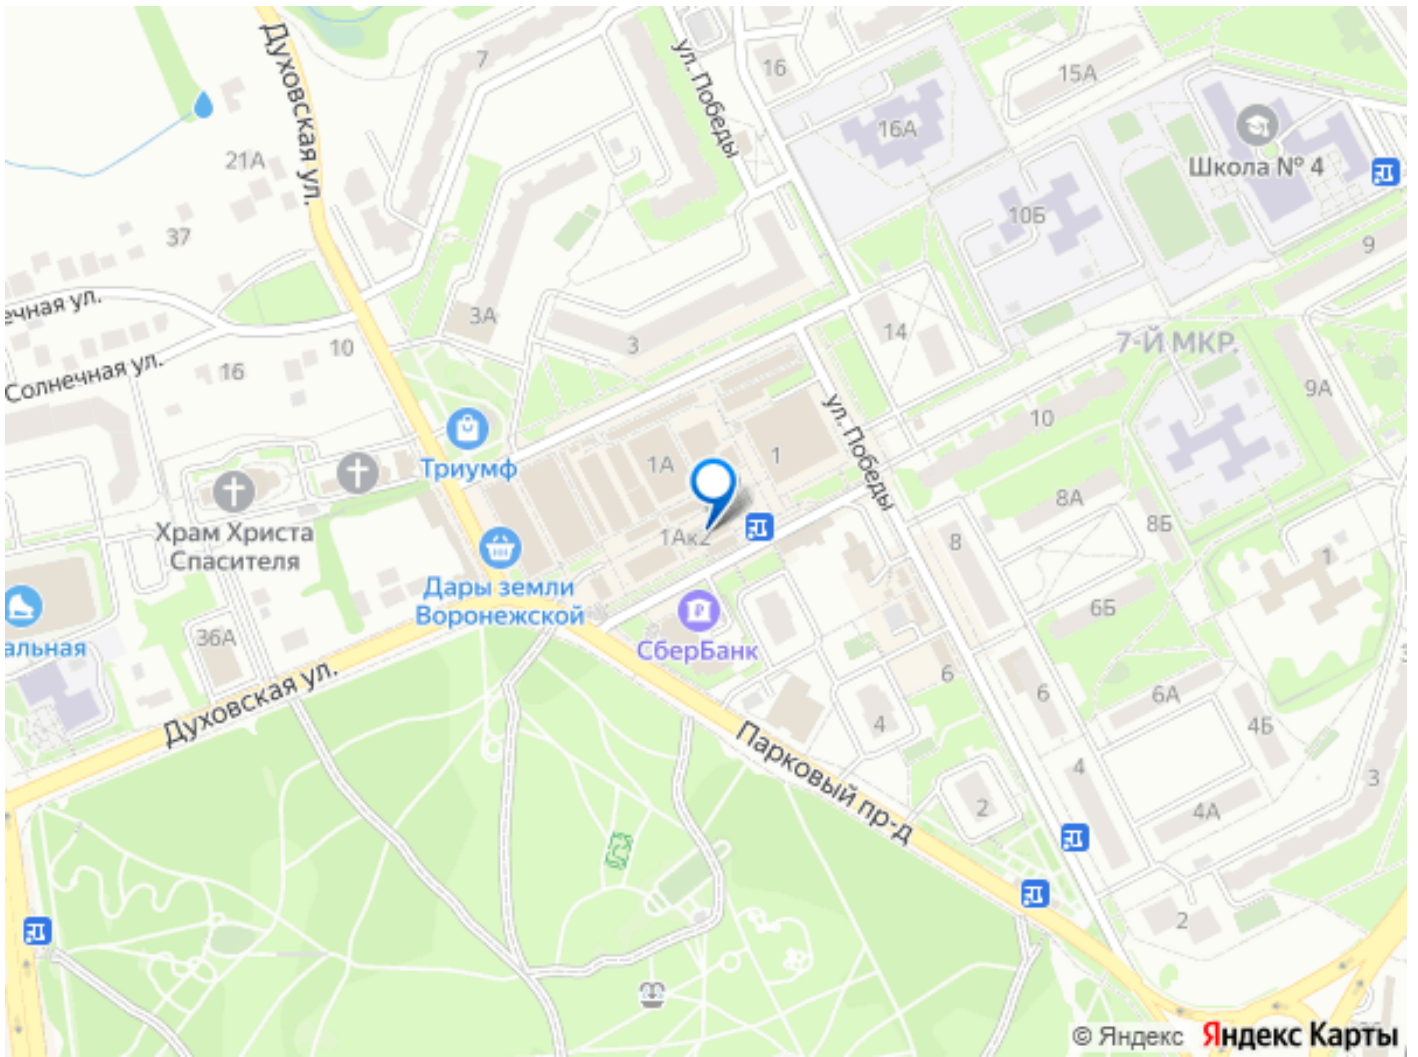 Духовская ул.
7
ул. Победы
16
15А
16А
Школа № 4
21А
10Б
37
9
ечная ул.
3А
3
14
7-Й МКР.
10
Солнечная ул.
16
9А
ул. Победы
10
Триумф
1А
1
8А
8Б
Храм Христа
Спасителя
1Ак2
8
1
Дары земли
Воронежской
6Б
альная
36А
СберБанк
6
6
6А
Духовская ул.
4
4Б
Парковый пр-д
4
3
2
4А
2
© Яндекс
Яндекс Карты